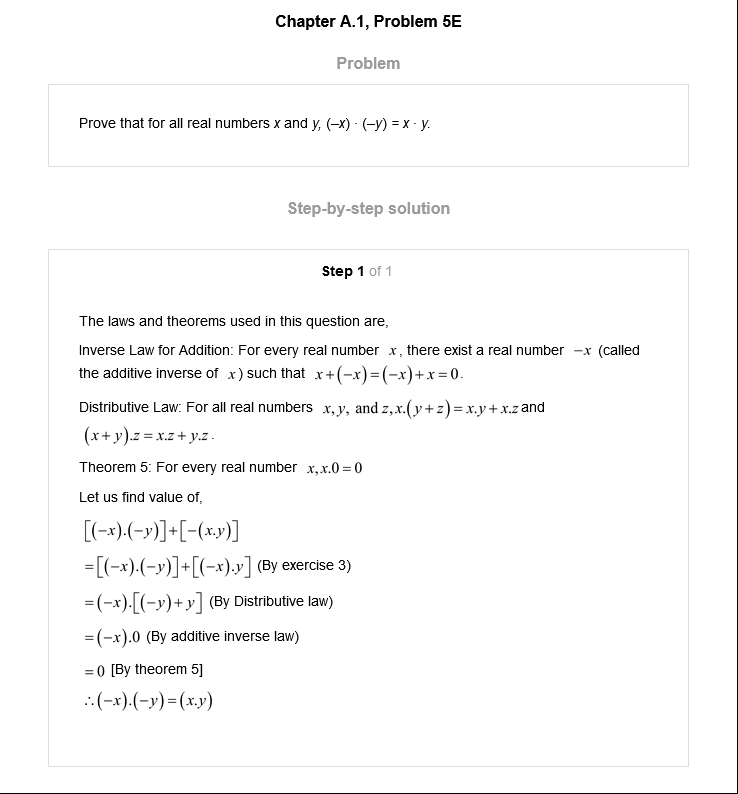 Chapter A.1, Problem 5E
Problem
Prove that for all real numbers x and y, (–x) · (–y) = x · y.
Step-by-step solution
Step 1 of 1
The laws and theorems used in this question are,
Inverse Law for Addition: For every real number x, there exist a real number −x (called
the additive inverse of x) such that x+(−x)=(−x)+x=0.
Distributive Law: For all real numbers x,y, and z,x.(y+z)=x.y+x.z and
(x+y).z=x.z+y.z.
Theorem 5: For every real number x,x.0=0
Let us find value of,
[(−x).(−y)]+[−(x.y)]
=[(−x).(−y)]+[(−x).y] (By exercise 3)
=(−x).[(−y)+y] (By Distributive law)
=(−x).0 (By additive inverse law)
=0 [By theorem 5]
∴(−x).(−y)=(x.y)